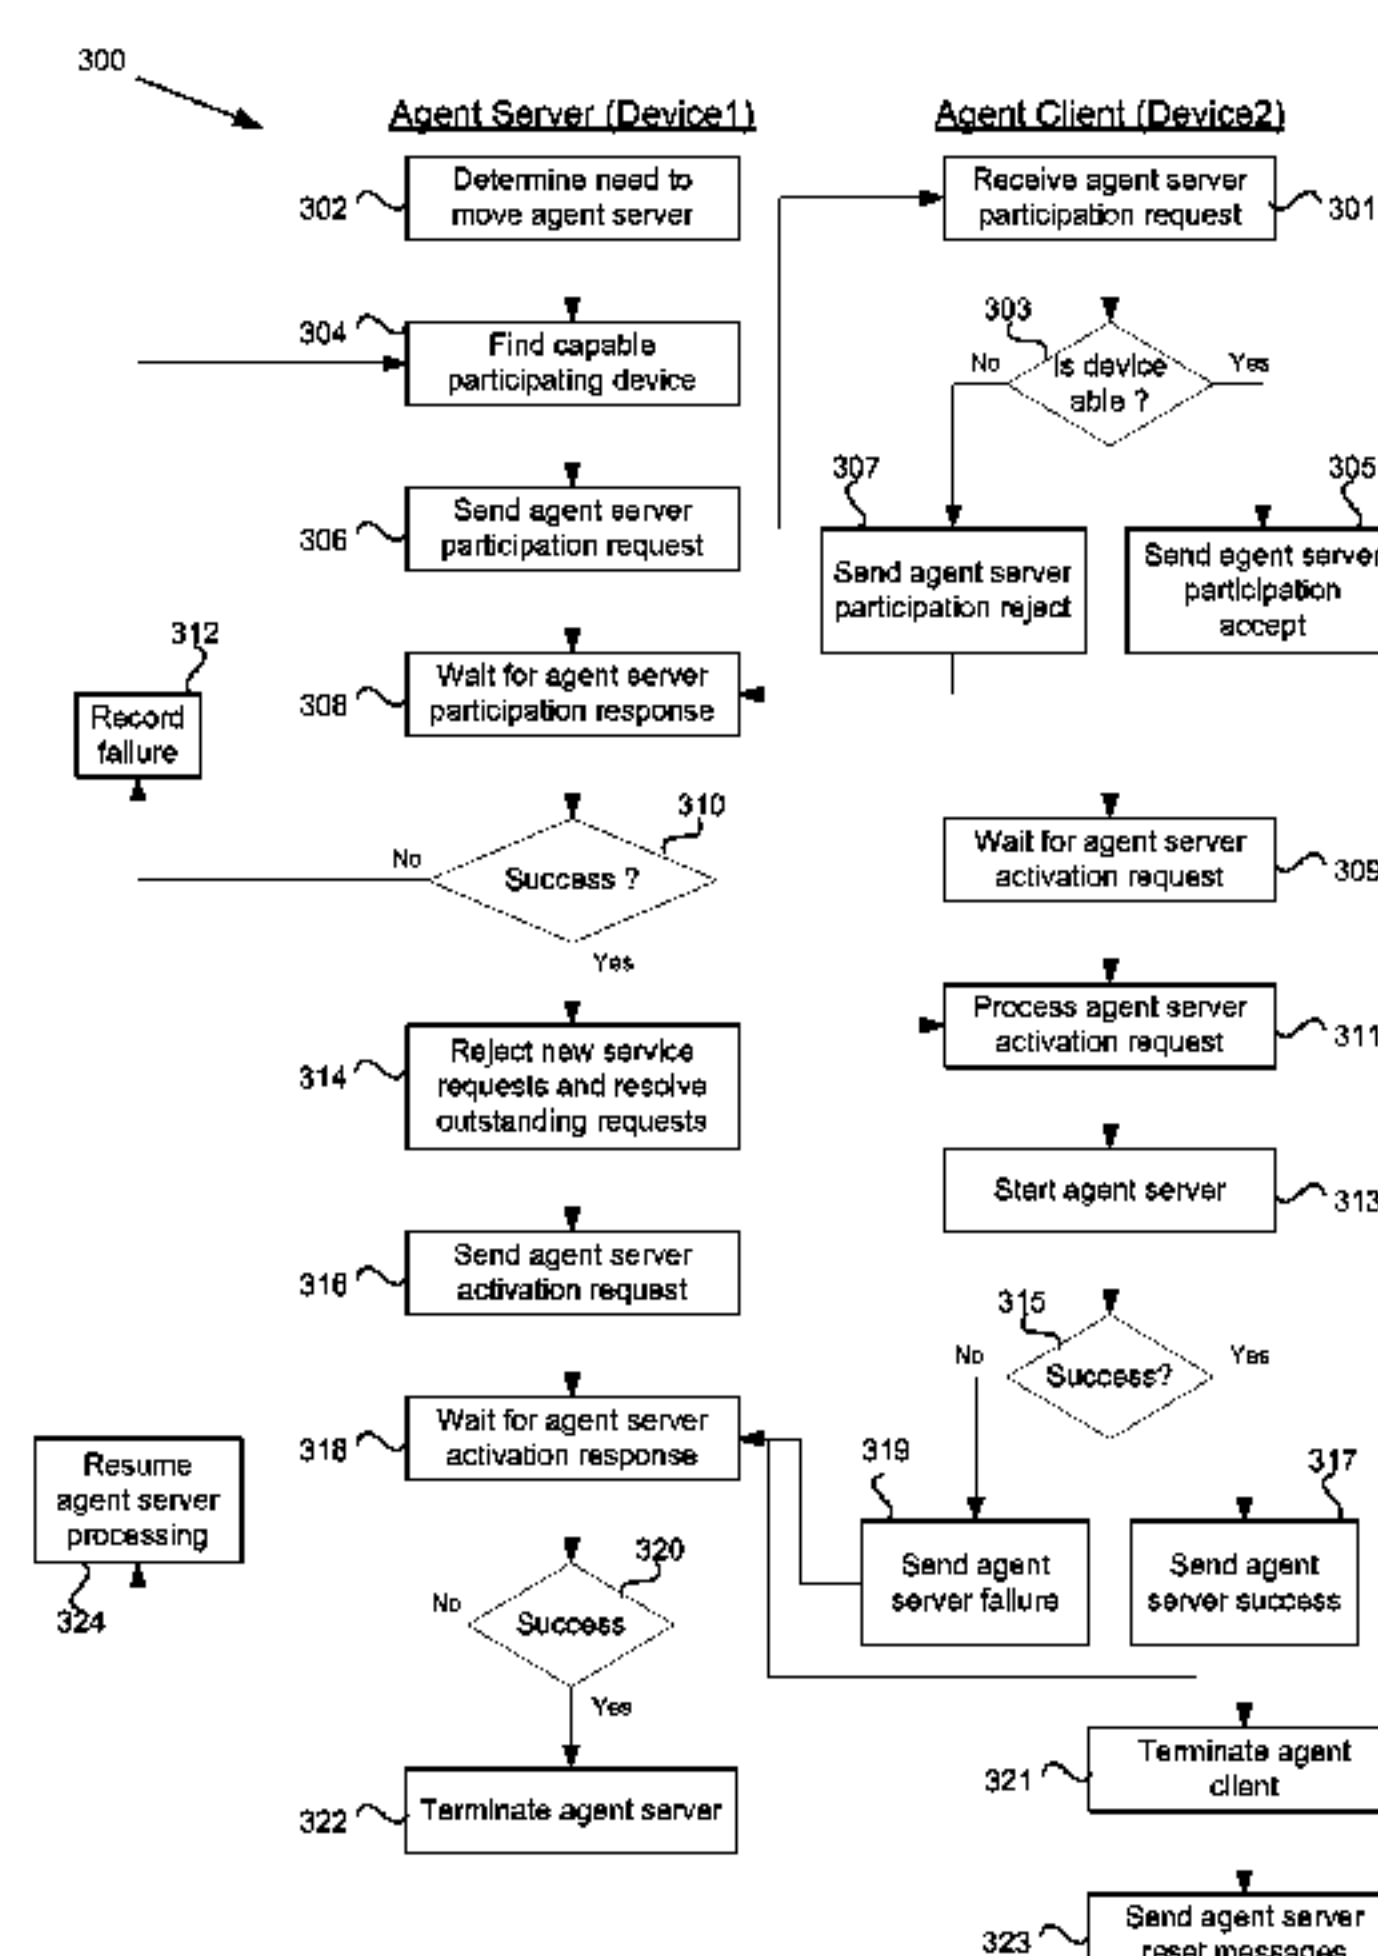 300
Agent Server (Device1)
302
Determine need to
move agent server
304
Find capable
participating device
306
Send agent server
participation request
308
Wait for agent server
participation response
312
Record
failure
310
No
Success ?
Yes
314
Reject new service
requests and resolve
outstanding requests
316
Send agent server
activation request
318
Wait for agent server
activation response
Resume
agent server
processing
324
320
No
Success
Yes
322
Terminate agent server
Agent Client (Device2)
Receive agent server
participation request
301
303
No
Is device
able ?
Yes
307
Send agent server
participation reject
305
Send agent server
participation
accept
Wait for agent server
activation request
309
Process agent server
activation request
311
Start agent server
313
315
No
Success?
Yes
319
Send agent
server failure
317
Send agent
server success
321
Terminate agent
client
323
Send agent server
reset messages